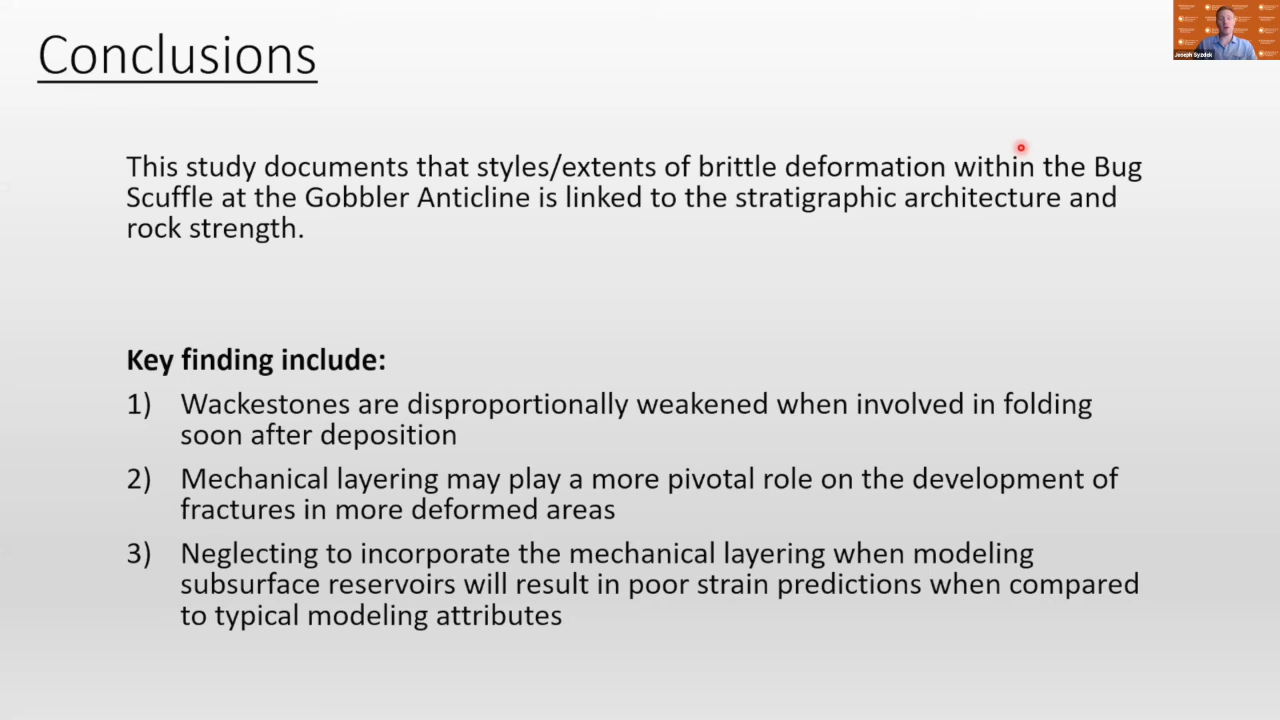 Conclusions
Joseph Syzdek
This study documents that styles/extents of brittle deformation within the Bug
Scuffle at the Gobbler Anticline is linked to the stratigraphic architecture and
rock strength.
Key finding include:
1) Wackestones are disproportionally weakened when involved in folding
soon after deposition
2) Mechanical layering may play a more pivotal role on the development of
fractures in more deformed areas
3) Neglecting to incorporate the mechanical layering when modeling
subsurface reservoirs will result in poor strain predictions when compared
to typical modeling attributes